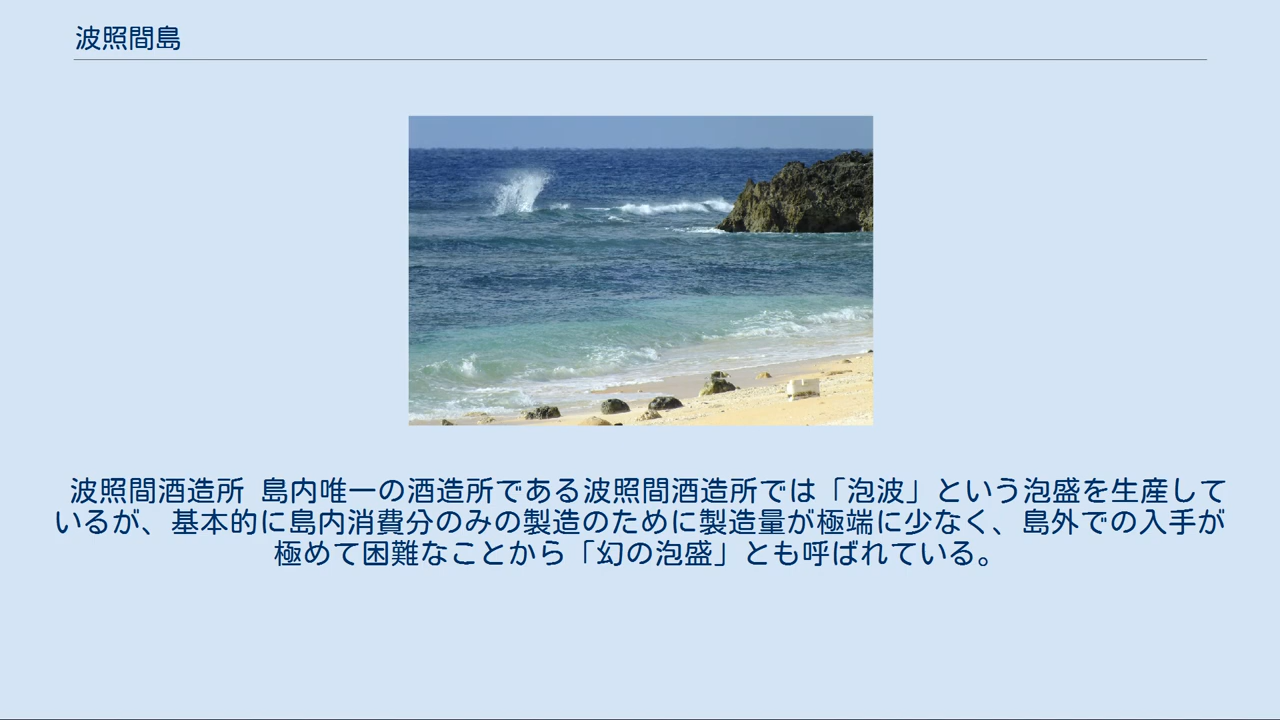 波照間島
波照間酒造所 島内唯一の酒造所である波照間酒造所では「泡波」という泡盛を生産して
いるが、基本的に島内消費分のみの製造のために製造量が極端に少なく、島外での入手が
極めて困難なことから「幻の泡盛」とも呼ばれている。